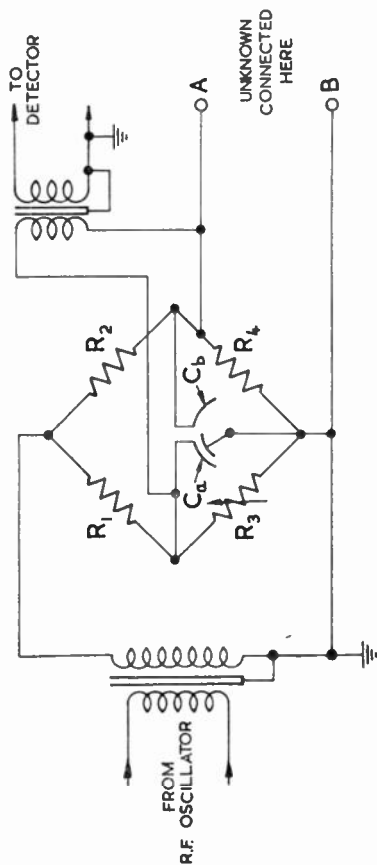 TO
DETECTOR
A
UNKNOWN
CONNECTED
HERE
B
R2
R4
Cb
Ca
R1
R3
FROM
R.F. OSCILLATOR